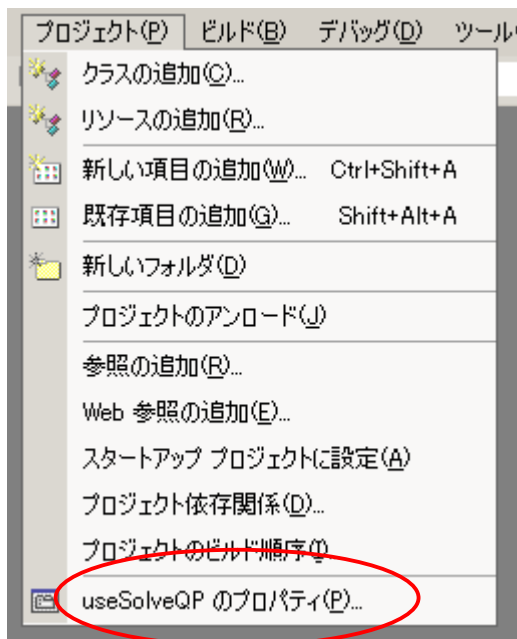 プロジェクト(P) ビルド(B) デバッグ(D) ツール
クラスの追加(C)...
リソースの追加(R)...
新しい項目の追加(W)... Ctrl+Shift+A
既存項目の追加(G)... Shift+Alt+A
新しいフォルダ(D)
プロジェクトのアンロード(J)
参照の追加(R)...
Web 参照の追加(E)...
スタートアップ プロジェクトに設定(A)
プロジェクト依存関係(D)...
プロジェクトのビルド順序(I)...
useSolveQP のプロパティ(P)...